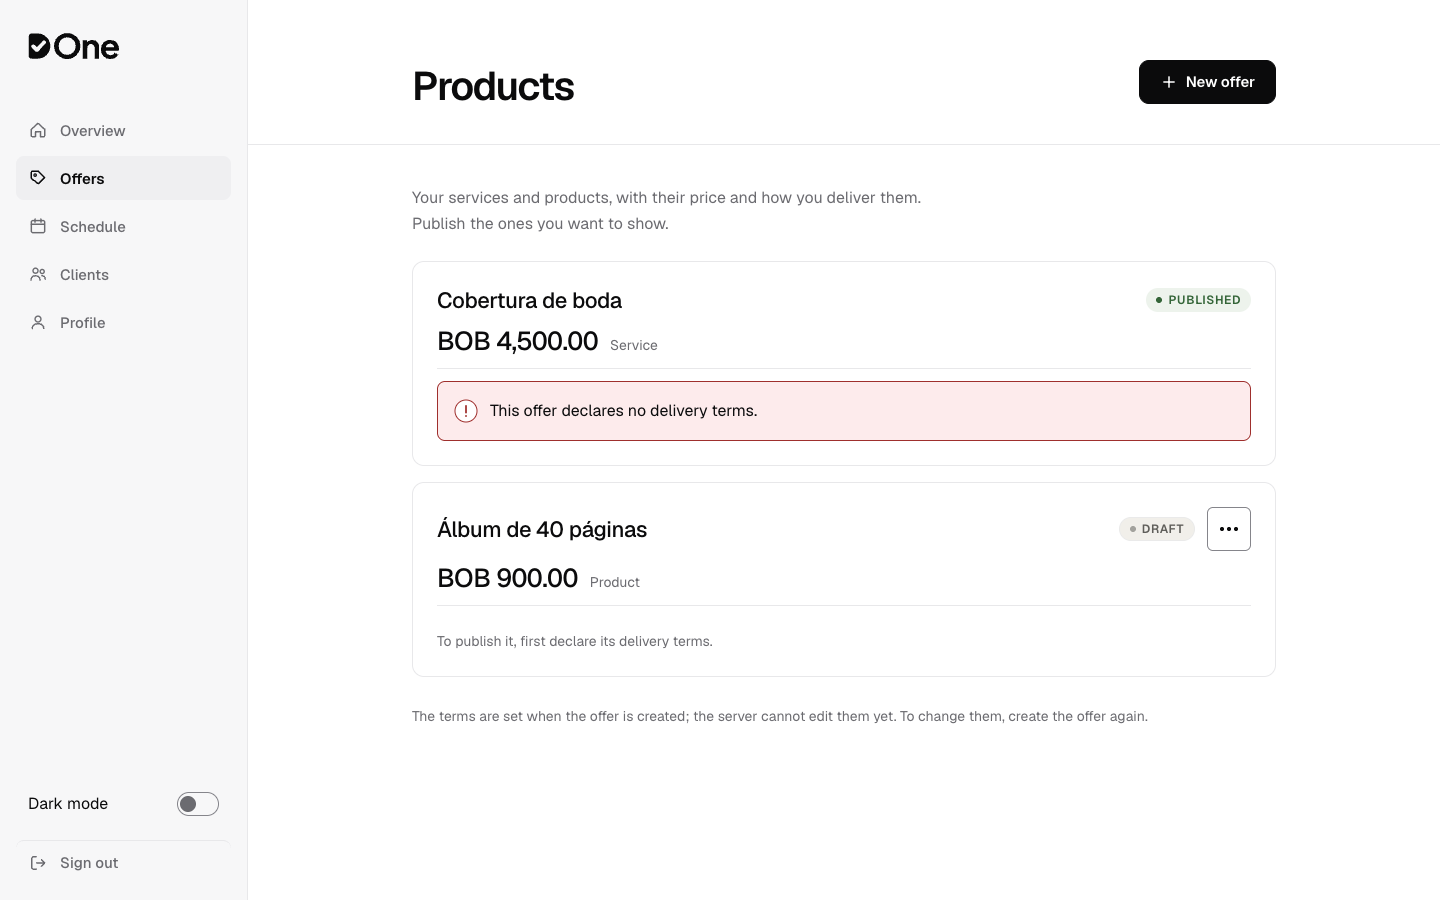 DOne
Overview
Offers
Schedule
Clients
Profile
Dark mode
Sign out
Products
New offer
Your services and products, with their price and how you deliver them.
Publish the ones you want to show.
Cobertura de boda
PUBLISHED
BOB 4,500.00 Service
This offer declares no delivery terms.
Álbum de 40 páginas
DRAFT
BOB 900.00 Product
To publish it, first declare its delivery terms.
The terms are set when the offer is created; the server cannot edit them yet. To change them, create the offer again.